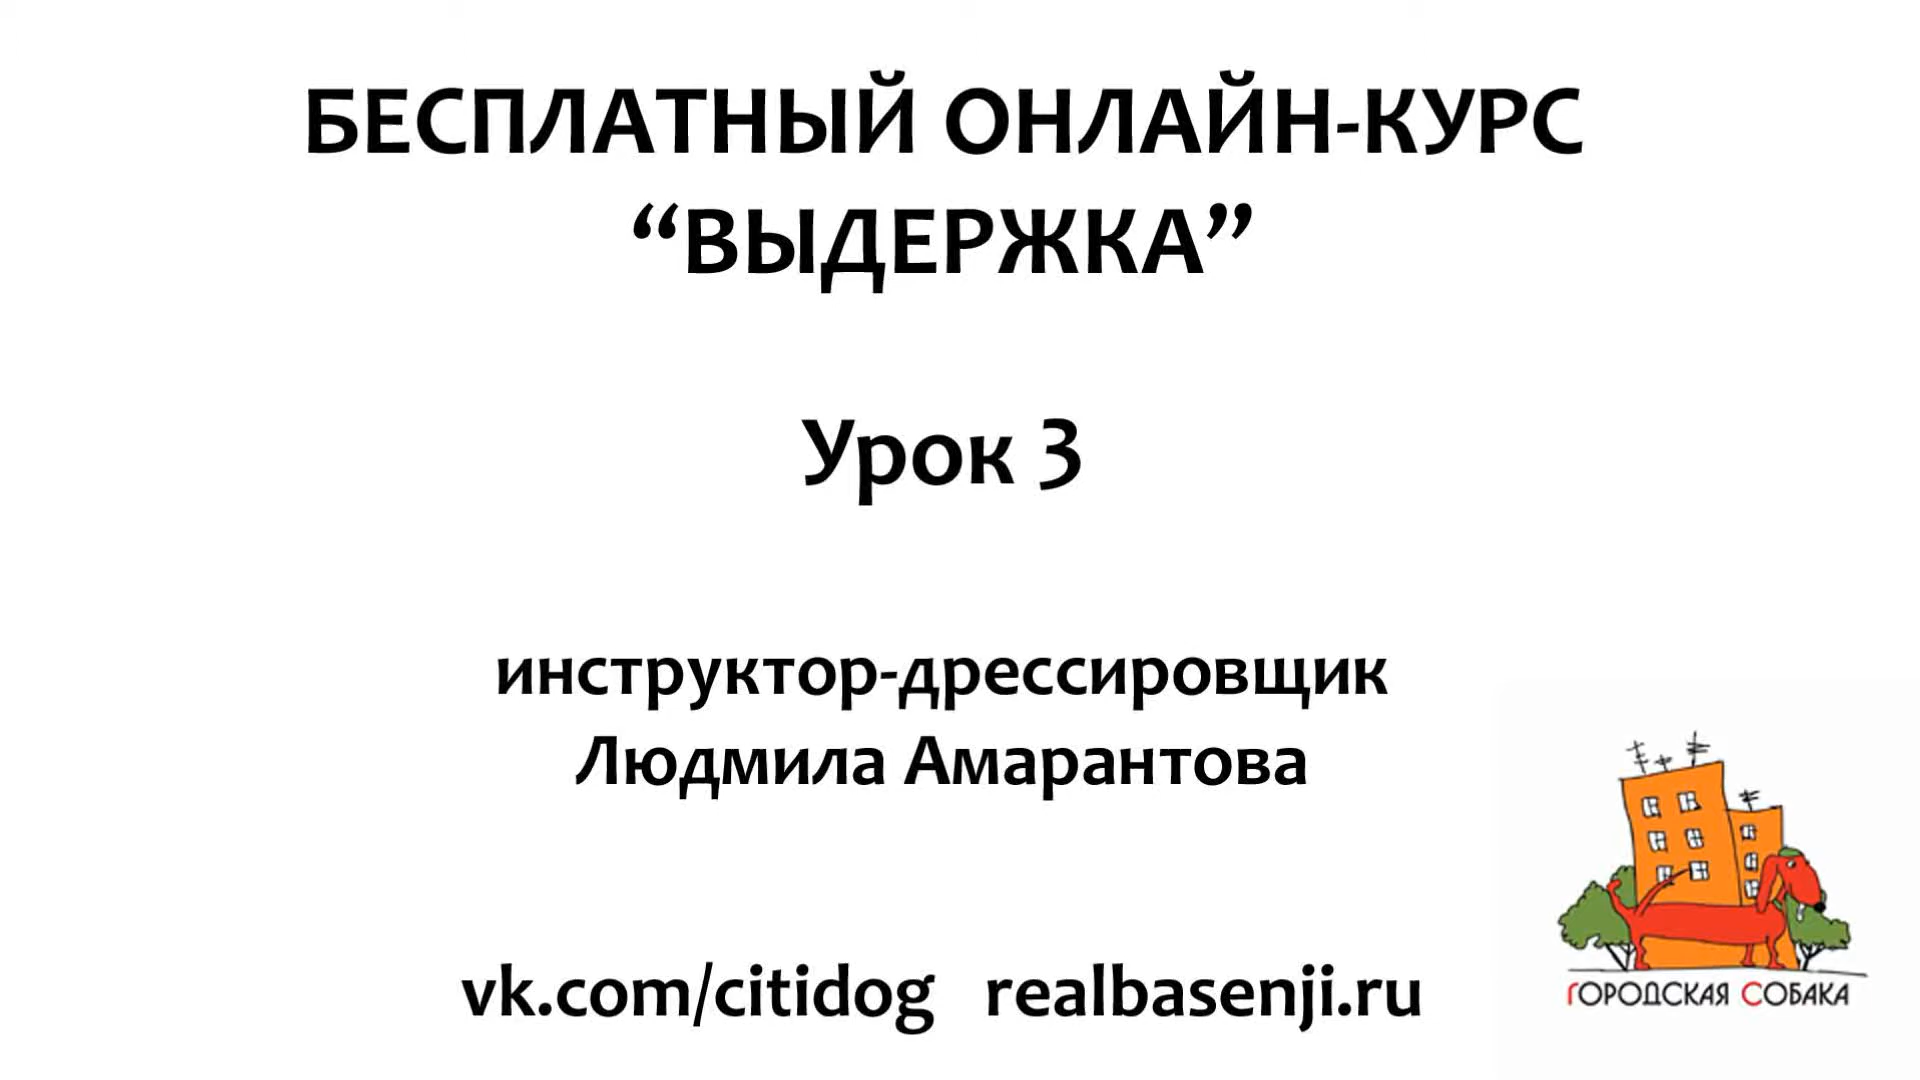 БЕСПЛАТНЫЙ ОНЛАЙН-КУРС
“ВЫДЕРЖКА”
Урок 3
инструктор-дрессировщик
Людмила Амарантова
vk.com/citidog realbasenji.ru
ГОРОДСКАЯ СОБАКА